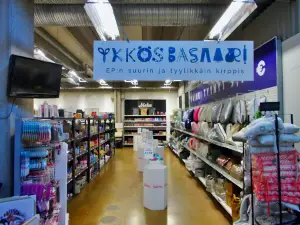 YKKÖSBASAARI
EP:n suurin ja tyylikkäin kirppis
€